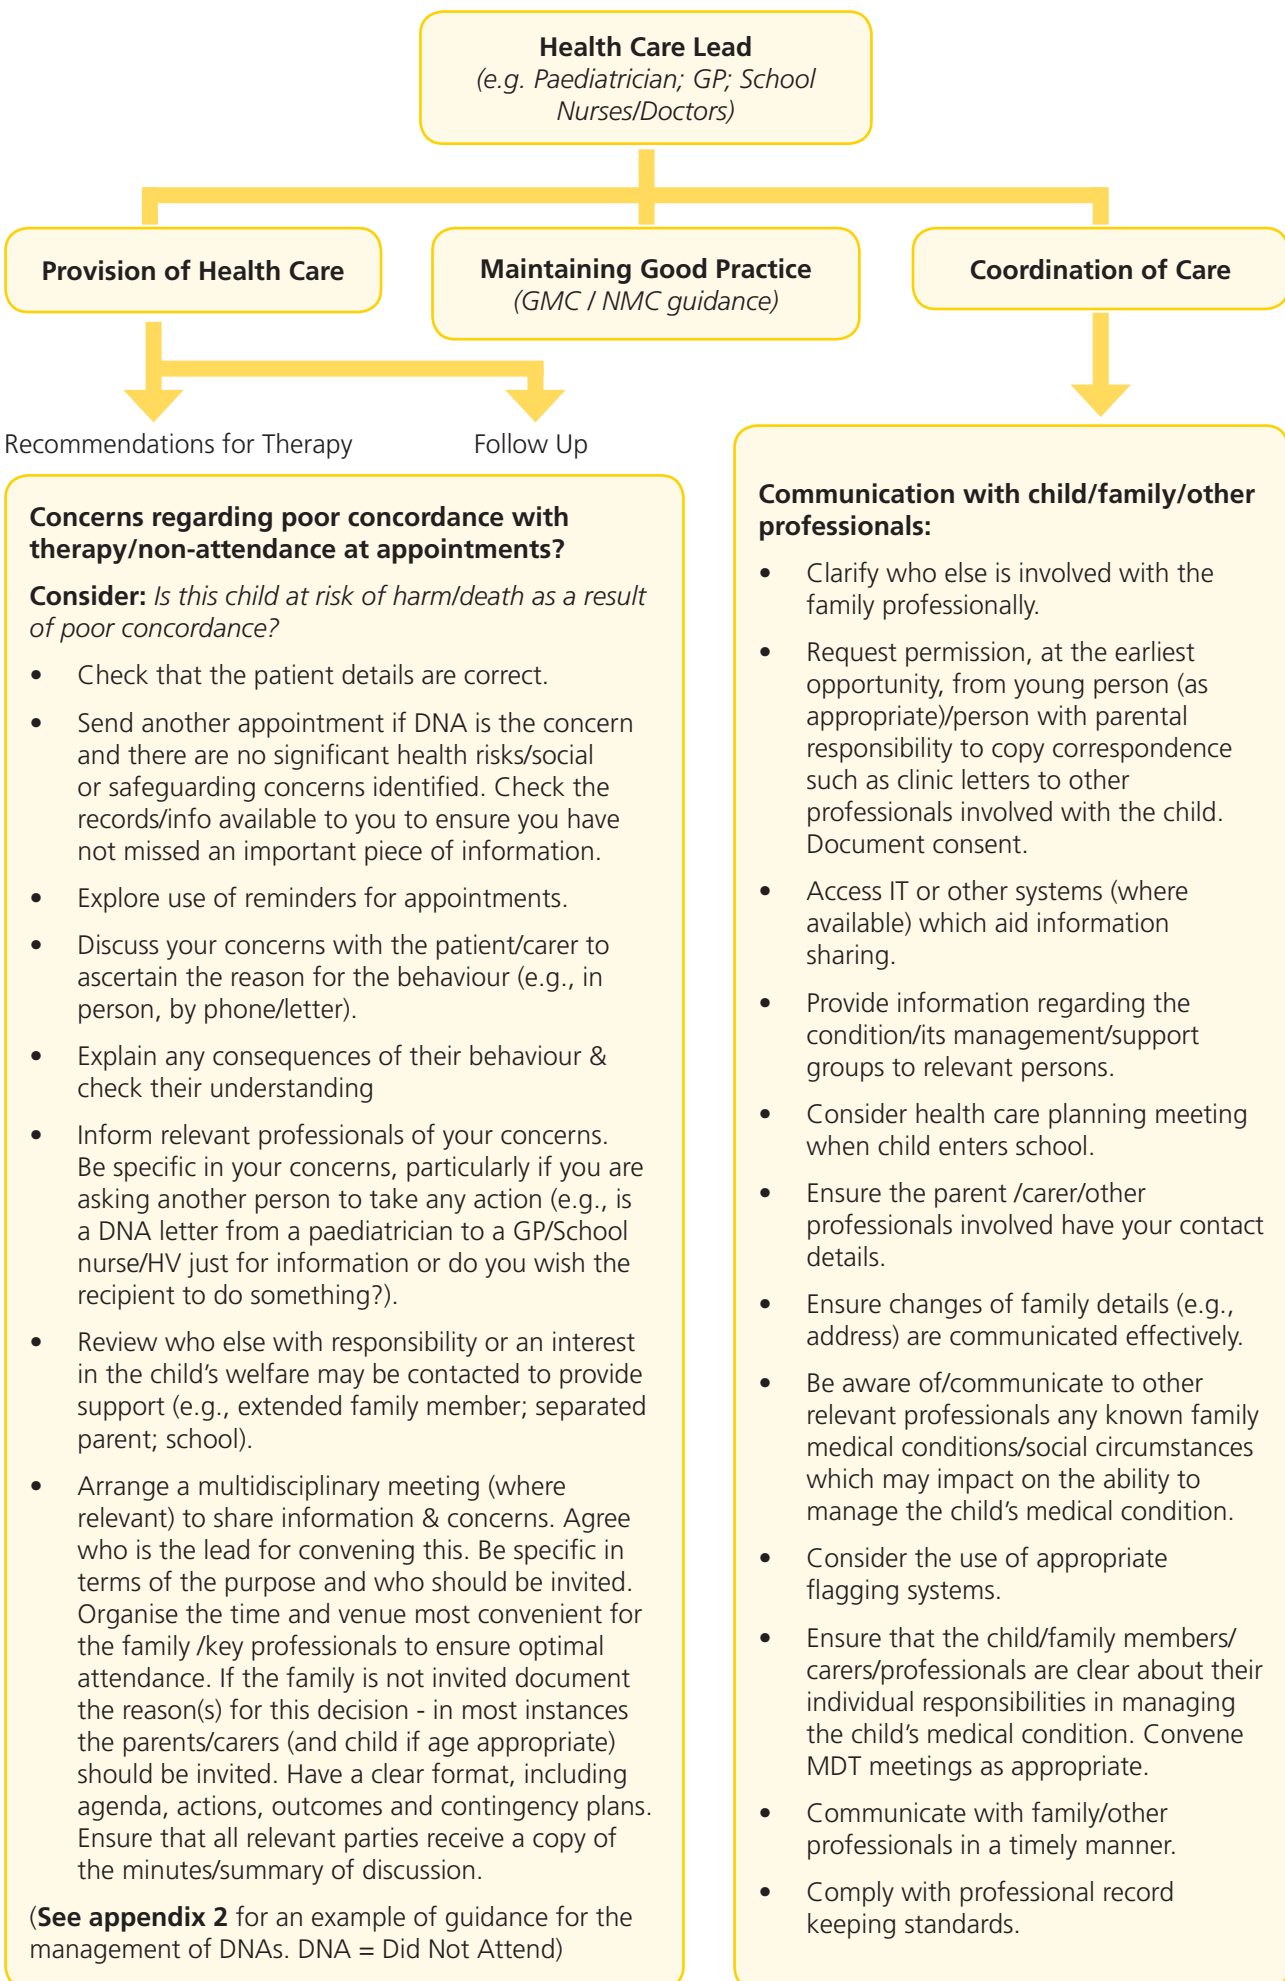 Health Care Lead
(e.g. Paediatrician; GP; School
Nurses/Doctors)
Provision of Health Care
Maintaining Good Practice
(GMC / NMC guidance)
Coordination of Care
Recommendations for Therapy
Follow Up
Concerns regarding poor concordance with
therapy/non-attendance at appointments?
Consider: Is this child at risk of harm/death as a result
of poor concordance?
• Check that the patient details are correct.
• Send another appointment if DNA is the concern
and there are no significant health risks/social
or safeguarding concerns identified. Check the
records/info available to you to ensure you have
not missed an important piece of information.
• Explore use of reminders for appointments.
• Discuss your concerns with the patient/carer to
ascertain the reason for the behaviour (e.g., in
person, by phone/letter).
• Explain any consequences of their behaviour &
check their understanding
• Inform relevant professionals of your concerns.
Be specific in your concerns, particularly if you are
asking another person to take any action (e.g., is
a DNA letter from a paediatrician to a GP/School
nurse/HV just for information or do you wish the
recipient to do something?).
• Review who else with responsibility or an interest
in the child's welfare may be contacted to provide
support (e.g., extended family member; separated
parent; school).
• Arrange a multidisciplinary meeting (where
relevant) to share information & concerns. Agree
who is the lead for convening this. Be specific in
terms of the purpose and who should be invited.
Organise the time and venue most convenient for
the family /key professionals to ensure optimal
attendance. If the family is not invited document
the reason(s) for this decision - in most instances
the parents/carers (and child if age appropriate)
should be invited. Have a clear format, including
agenda, actions, outcomes and contingency plans.
Ensure that all relevant parties receive a copy of
the minutes/summary of discussion.
(See appendix 2 for an example of guidance for the
management of DNAs. DNA = Did Not Attend)
Communication with child/family/other
professionals:
• Clarify who else is involved with the
family professionally.
• Request permission, at the earliest
opportunity, from young person (as
appropriate)/person with parental
responsibility to copy correspondence
such as clinic letters to other
professionals involved with the child.
Document consent.
• Access IT or other systems (where
available) which aid information
sharing.
• Provide information regarding the
condition/its management/support
groups to relevant persons.
• Consider health care planning meeting
when child enters school.
• Ensure the parent /carer/other
professionals involved have your contact
details.
• Ensure changes of family details (e.g.,
address) are communicated effectively.
• Be aware of/communicate to other
relevant professionals any known family
medical conditions/social circumstances
which may impact on the ability to
manage the child's medical condition.
• Consider the use of appropriate
flagging systems.
• Ensure that the child/family members/
carers/professionals are clear about their
individual responsibilities in managing
the child's medical condition. Convene
MDT meetings as appropriate.
• Communicate with family/other
professionals in a timely manner.
• Comply with professional record
keeping standards.